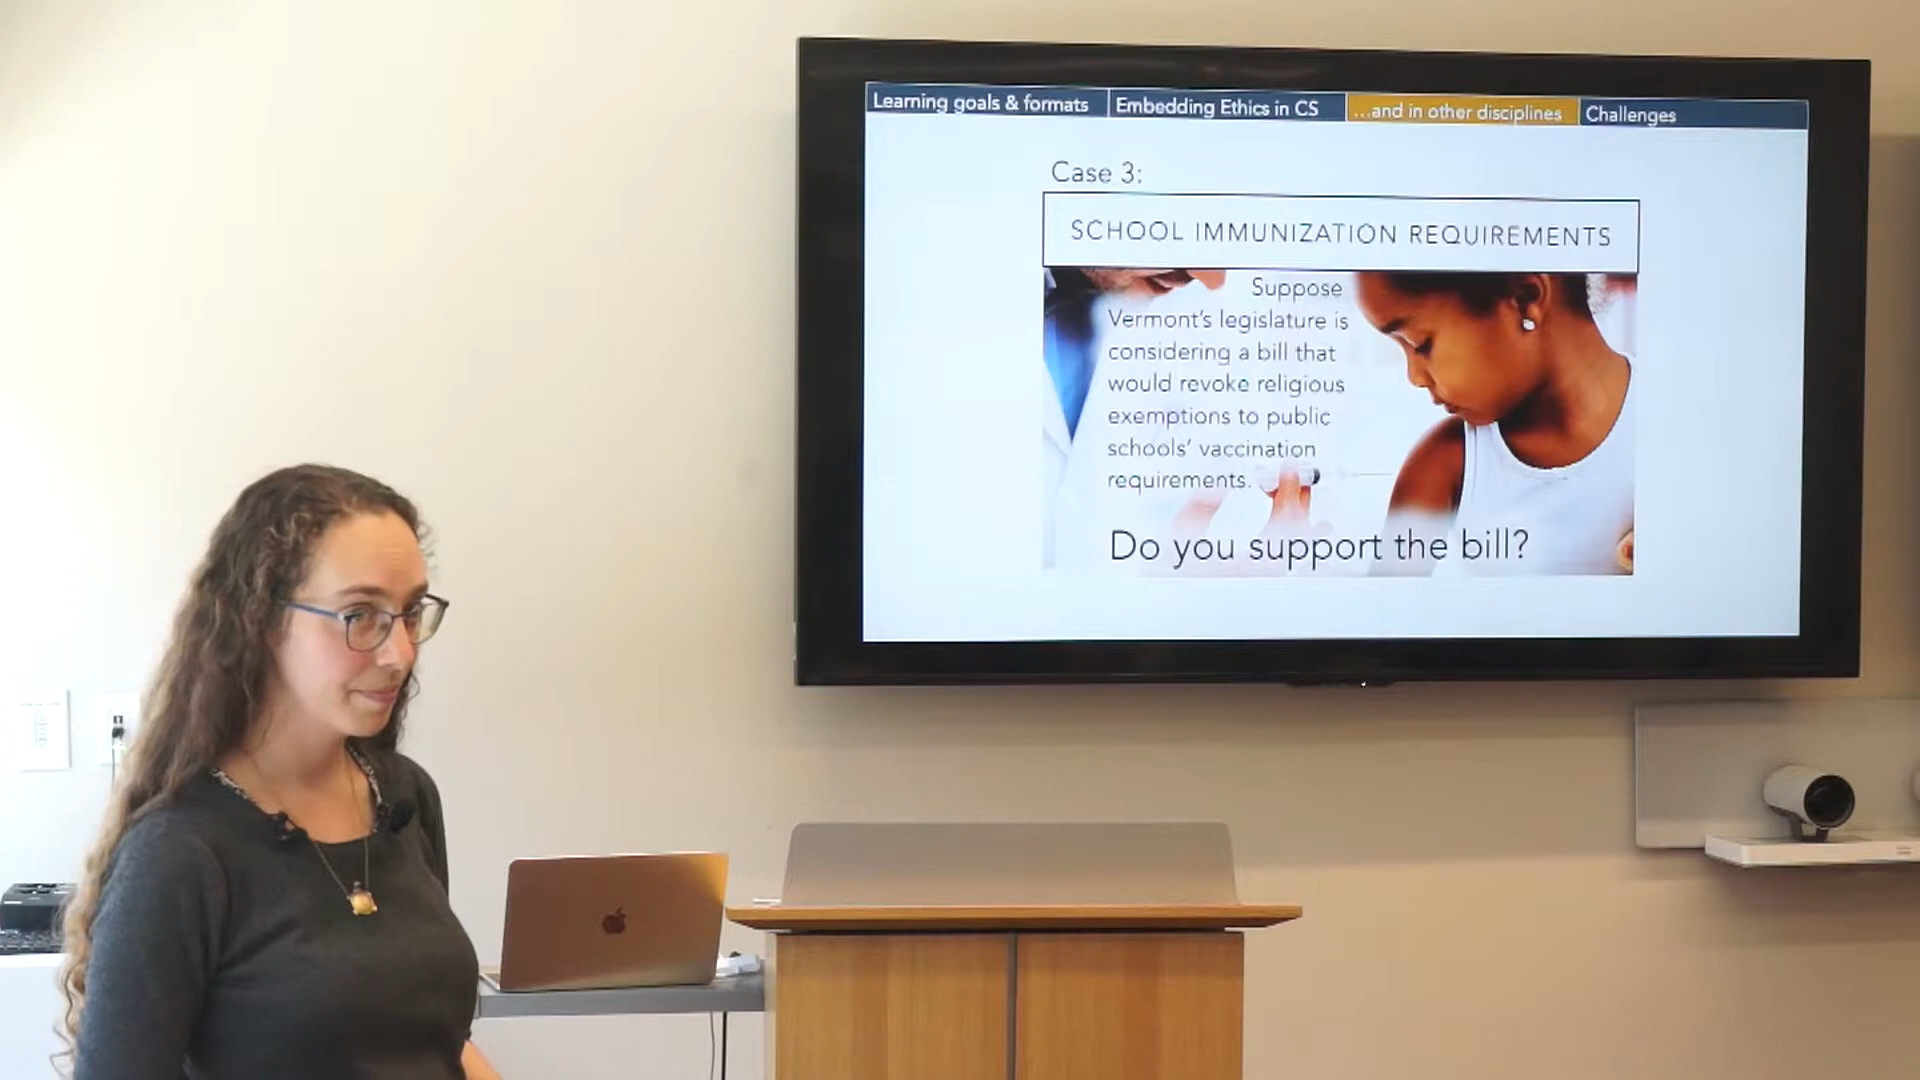 Learning goals & formats
Embedding Ethics in CS
...and in other disciplines
Challenges
Case 3:
SCHOOL IMMUNIZATION REQUIREMENTS
Suppose
Vermont's legislature is
considering a bill that
would revoke religious
exemptions to public
schools' vaccination
requirements.
Do you support the bill?